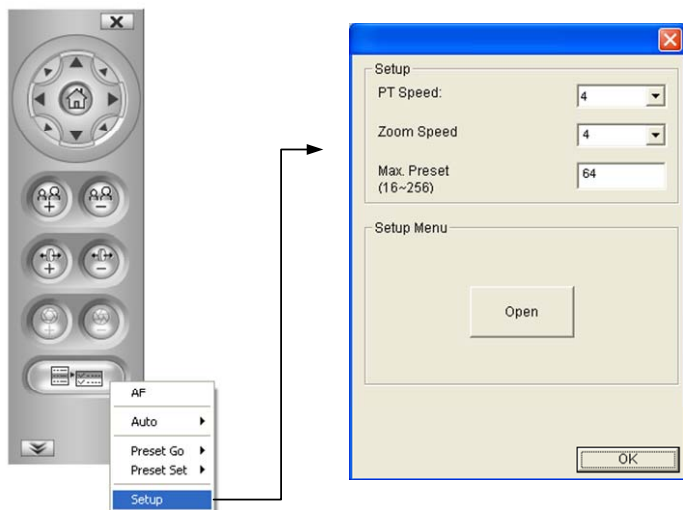 AF
Auto
Preset Go
Preset Set
Setup
Setup
PT Speed:
4
Zoom Speed
4
Max. Preset
(16~256)
64
Setup Menu
Open
OK